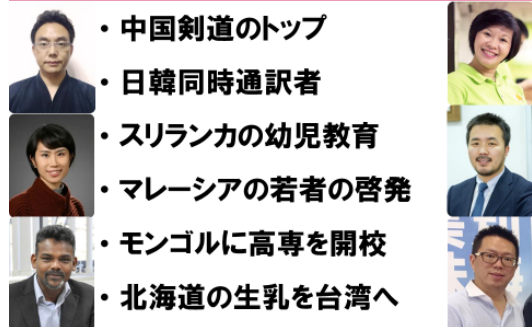 ・中国剣道のトップ
・日韓同時通訳者
・スリランカの幼児教育
・マレーシアの若者の啓発
・モンゴルに高専を開校
・北海道の生乳を台湾へ